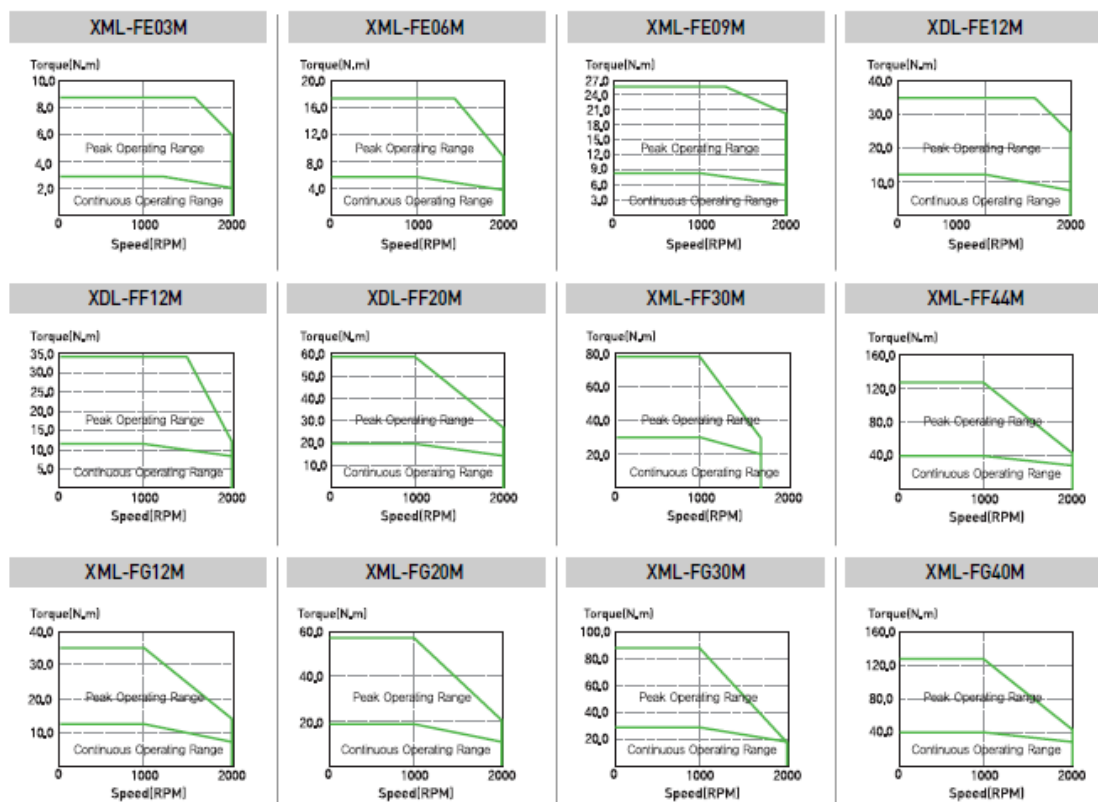 XML-FE03M
Torque(N.m)
10.0
8.0
6.0
4.0
2.0
Peak Operating Range
Continuous Operating Range
0 1000 2000
Speed[RPM]
XML-FE06M
Torque(N.m)
20.0
16.0
12.0
8.0
4.0
Peak Operating Range
Continuous Operating Range
0 1000 2000
Speed[RPM]
XML-FE09M
Torque(N.m)
27.0
24.0
21.0
18.0
15.0
12.0
9.0
6.0
3.0
Peak Operating Range
Continuous Operating Range
0 1000 2000
Speed[RPM]
XDL-FE12M
Torque(N.m)
40.0
30.0
20.0
10.0
Peak Operating Range
Continuous Operating Range
0 1000 2000
Speed[RPM]
XDL-FF12M
Torque(N.m)
35.0
30.0
25.0
20.0
15.0
10.0
5.0
Peak Operating Range
Continuous Operating Range
0 1000 2000
Speed[RPM]
XDL-FF20M
Torque(N.m)
60.0
50.0
40.0
30.0
20.0
10.0
Peak Operating Range
Continuous Operating Range
0 1000 2000
Speed[RPM]
XML-FF30M
Torque(N.m)
80.0
60.0
40.0
20.0
Peak Operating Range
Continuous Operating Range
0 1000 2000
Speed[RPM]
XML-FF44M
Torque(N.m)
160.0
120.0
80.0
40.0
Peak Operating Range
Continuous Operating Range
0 1000 2000
Speed[RPM]
XML-FG12M
Torque(N.m)
40.0
30.0
20.0
10.0
Peak Operating Range
Continuous Operating Range
0 1000 2000
Speed[RPM]
XML-FG20M
Torque(N.m)
60.0
40.0
20.0
Peak Operating Range
Continuous Operating Range
0 1000 2000
Speed[RPM]
XML-FG30M
Torque(N.m)
100.0
80.0
60.0
40.0
20.0
Peak Operating Range
Continuous Operating Range
0 1000 2000
Speed[RPM]
XML-FG40M
Torque(N.m)
160.0
120.0
80.0
40.0
Peak Operating Range
Continuous Operating Range
0 1000 2000
Speed[RPM]